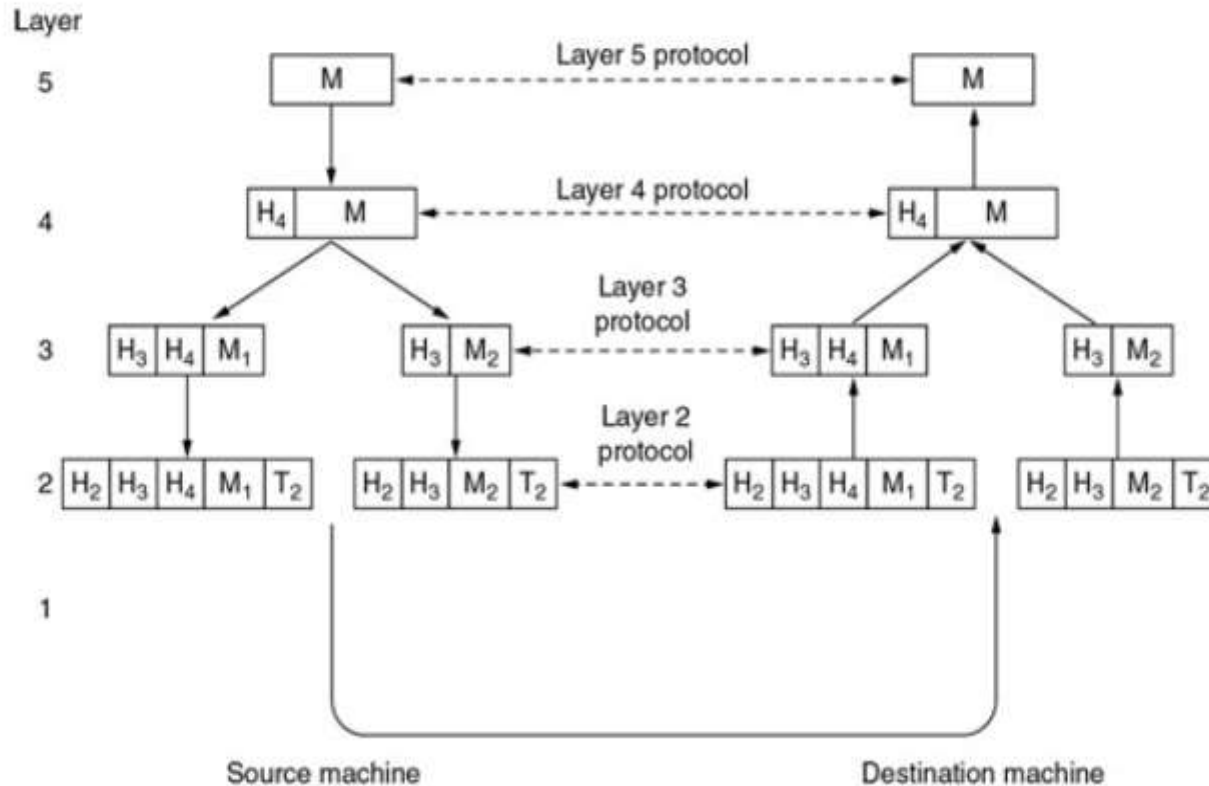 Layer
5 M Layer 5 protocol M
4 H₄ M Layer 4 protocol H₄ M
Layer 3
protocol
3 H₃ H₄ M₁ H₃ M₂ H₃ H₄ M₁ H₃ M₂
Layer 2
protocol
2 H₂ H₃ H₄ M₁ T₂ H₂ H₃ M₂ T₂ H₂ H₃ H₄ M₁ T₂ H₂ H₃ M₂ T₂
1
Source machine Destination machine